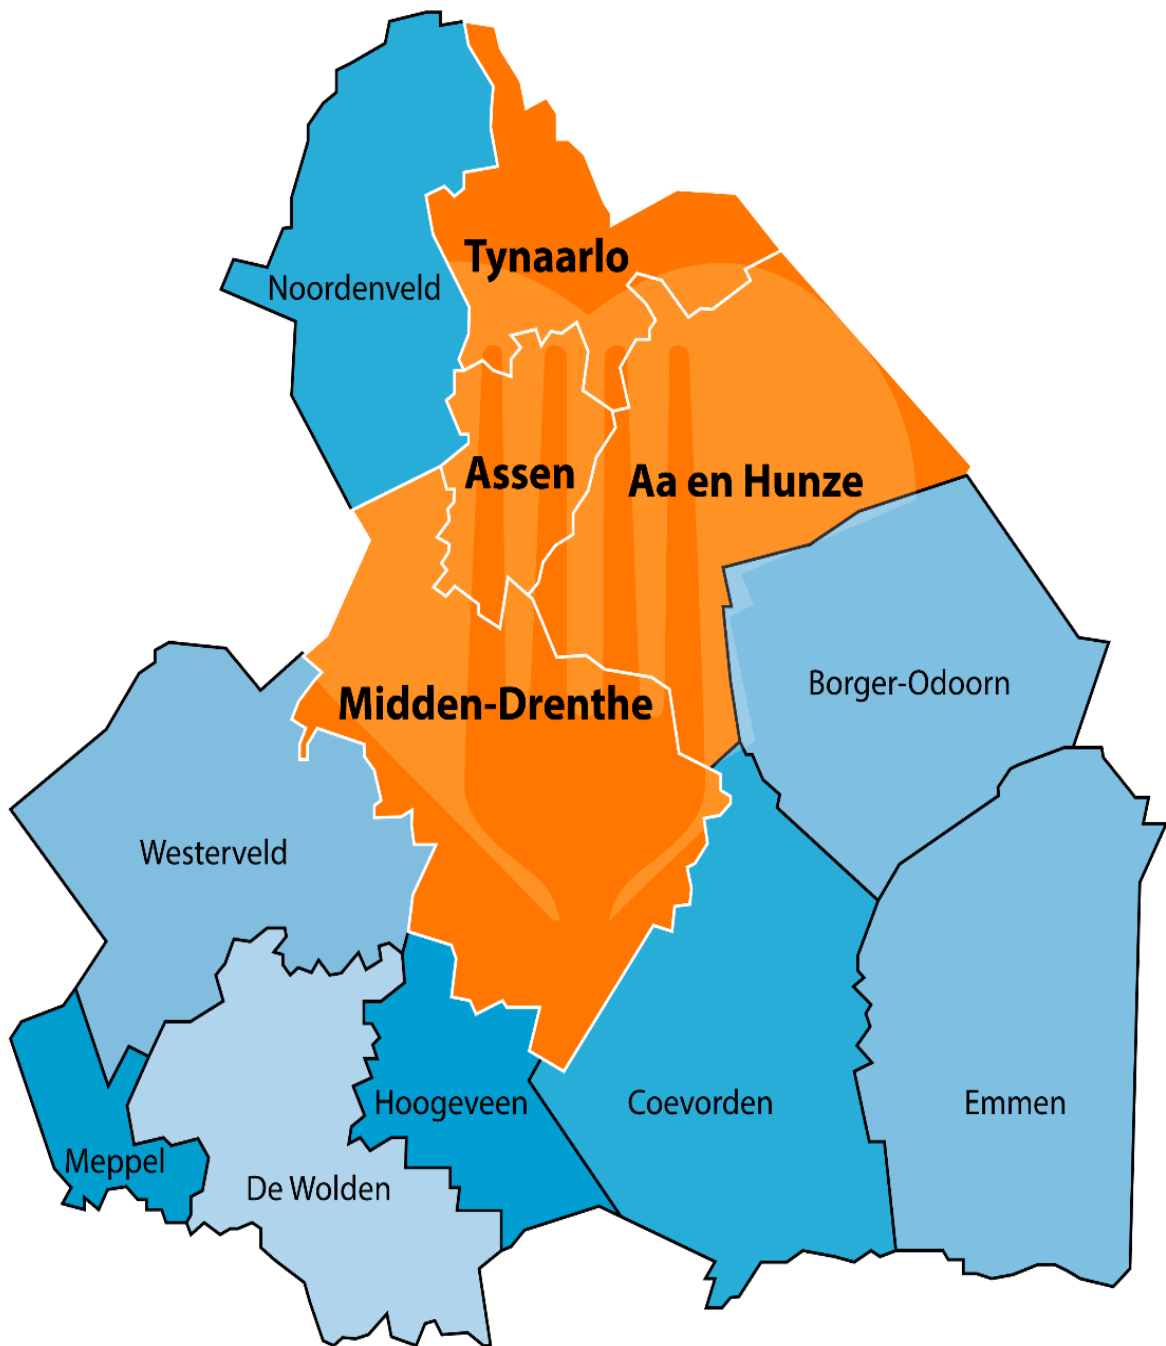 Tynaarlo
Noordenveld
Assen
Aa en Hunze
Borger-Odoorn
Midden-Drenthe
Westerveld
Hoogeveen
Coevorden
Emmen
Meppel
De Wolden